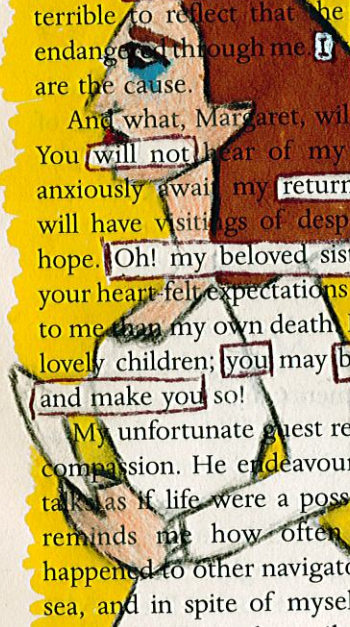 terrible to reflect that the
endangered through me. I
are the cause.
And what, Margaret, wil
You will not hear of my
anxiously await my return
will have visitings of desp
hope. Oh! my beloved sist
your heart-felt expectations
to me than my own death.
lovely children; you may b
and make you so!
My unfortunate guest re
compassion. He endeavour
talks as if life were a poss
reminds me how often
happened to other navigato
sea, and in spite of mysel